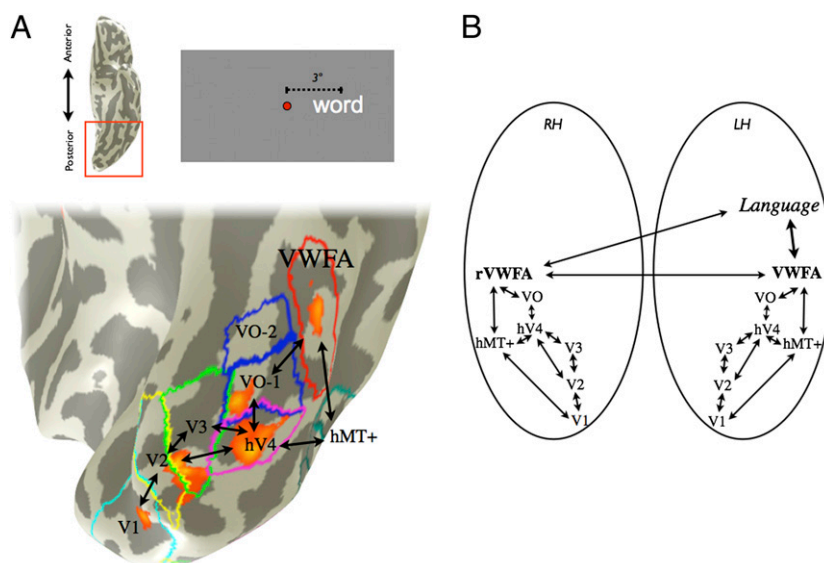 A
Anterior
Posterior
3°
word
VWFA
VO-2
VO-1
V3
hV4
hMT+
V2
V1
B
RH
LH
Language
rVWFA
VWFA
VO
VO
hV4
hV4
hMT+
V3
V3
hMT+
V2
V2
V1
V1